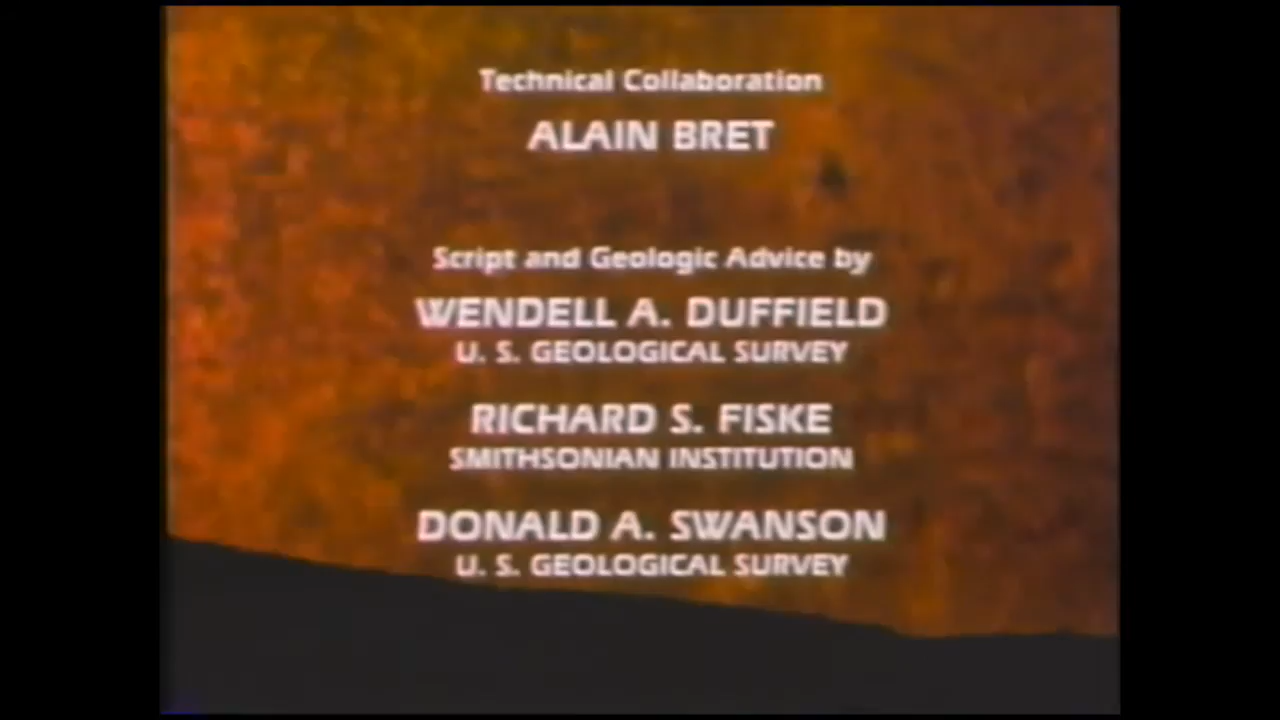 Technical Collaboration
ALAIN BRET
Script and Geologic Advice by
WENDELL A. DUFFIELD
U. S. GEOLOGICAL SURVEY
RICHARD S. FISKE
SMITHSONIAN INSTITUTION
DONALD A. SWANSON
U. S. GEOLOGICAL SURVEY